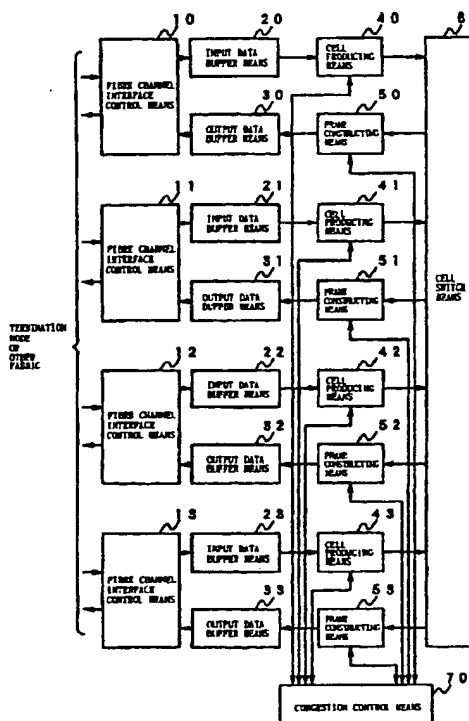 10
20
40
6
FIBRE CHANNEL
INTERFACE
CONTROL MEANS
INPUT DATA
BUFFER MEANS
CELL
PRODUCING
MEANS
30
50
OUTPUT DATA
BUFFER MEANS
FRAME
CONSTRUCTING
MEANS
11
21
41
FIBRE CHANNEL
INTERFACE
CONTROL MEANS
INPUT DATA
BUFFER MEANS
CELL
PRODUCING
MEANS
31
51
OUTPUT DATA
BUFFER MEANS
FRAME
CONSTRUCTING
MEANS
CELL
SWITCH
MEANS
TERMINATION
NODE
OR
OTHER
FABRIC
12
22
42
FIBRE CHANNEL
INTERFACE
CONTROL MEANS
INPUT DATA
BUFFER MEANS
CELL
PRODUCING
MEANS
32
52
OUTPUT DATA
BUFFER MEANS
FRAME
CONSTRUCTING
MEANS
13
23
43
FIBRE CHANNEL
INTERFACE
CONTROL MEANS
INPUT DATA
BUFFER MEANS
CELL
PRODUCING
MEANS
33
53
OUTPUT DATA
BUFFER MEANS
FRAME
CONSTRUCTING
MEANS
70
CONGESTION CONTROL MEANS